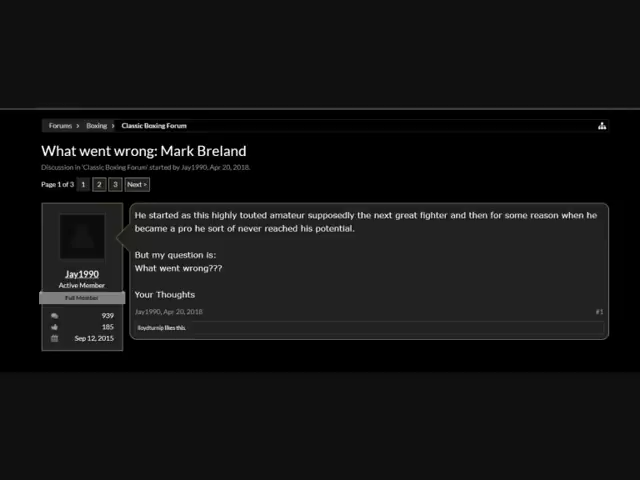 Forums > Boxing > Classic Boxing Forum
What went wrong: Mark Breland
Discussion in 'Classic Boxing Forum' started by Jay1990, Apr 20, 2018.
Page 1 of 3 1 2 3 Next >
He started as this highly touted amateur supposedly the next great fighter and then for some reason when he
became a pro he sort of never reached his potential.
But my question is:
What went wrong???
Your Thoughts
Jay1990, Apr 20, 2018 #1
lloydturnip likes this.
Jay1990
Active Member
Full Member
939
185
Sep 12, 2015